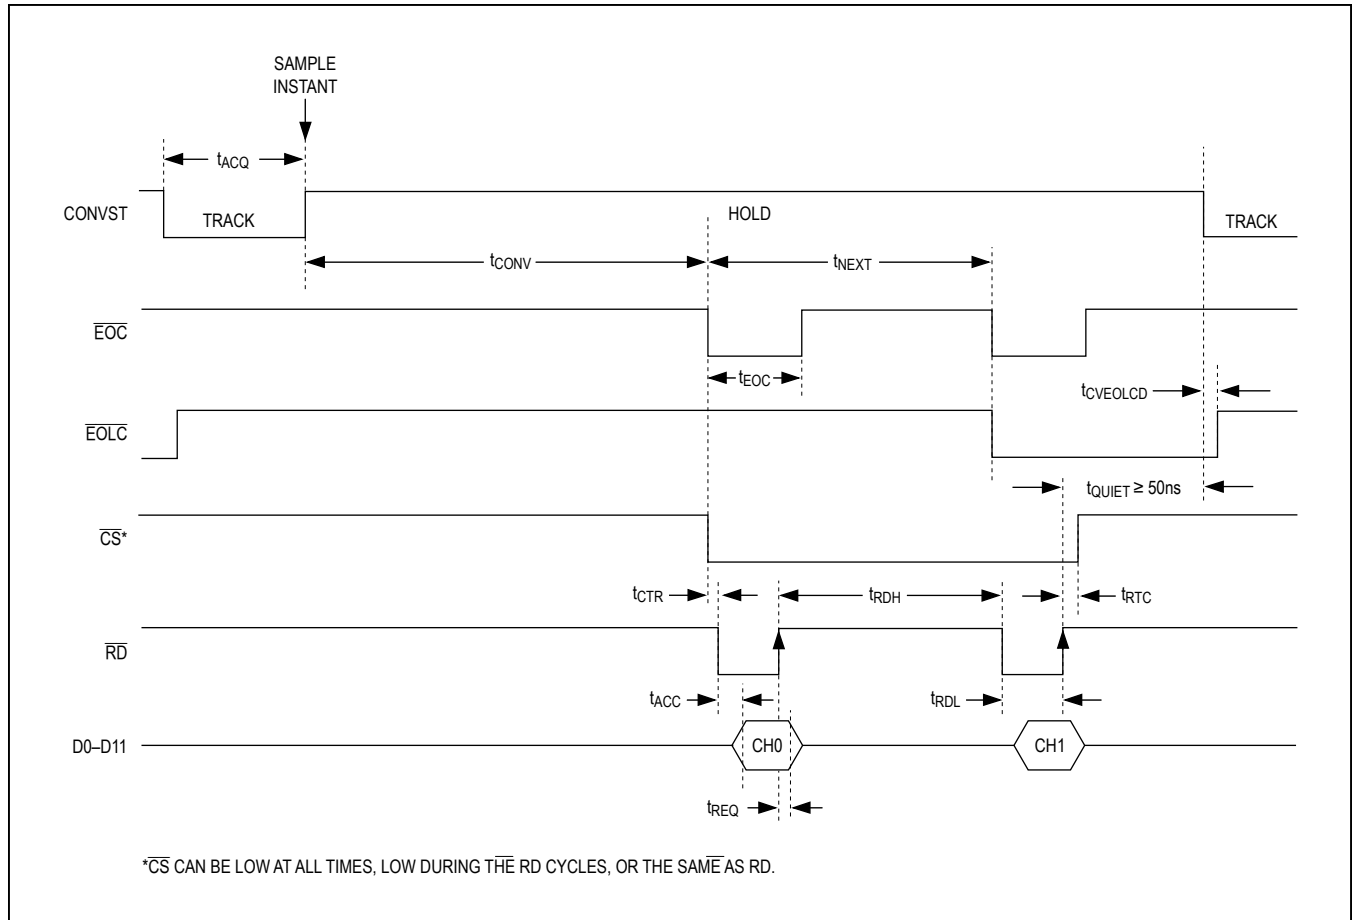 SAMPLE
INSTANT
tACQ
CONVST
TRACK
HOLD
TRACK
tCONV
tNEXT
EOC
tEOC
tCVEOLCD
EOLC
tQUIET ≥ 50ns
CS*
tCTR
tRDH
tRTC
RD
tACC
tRDL
D0–D11
CH0
CH1
tREQ
*CS CAN BE LOW AT ALL TIMES, LOW DURING THE RD CYCLES, OR THE SAME AS RD.